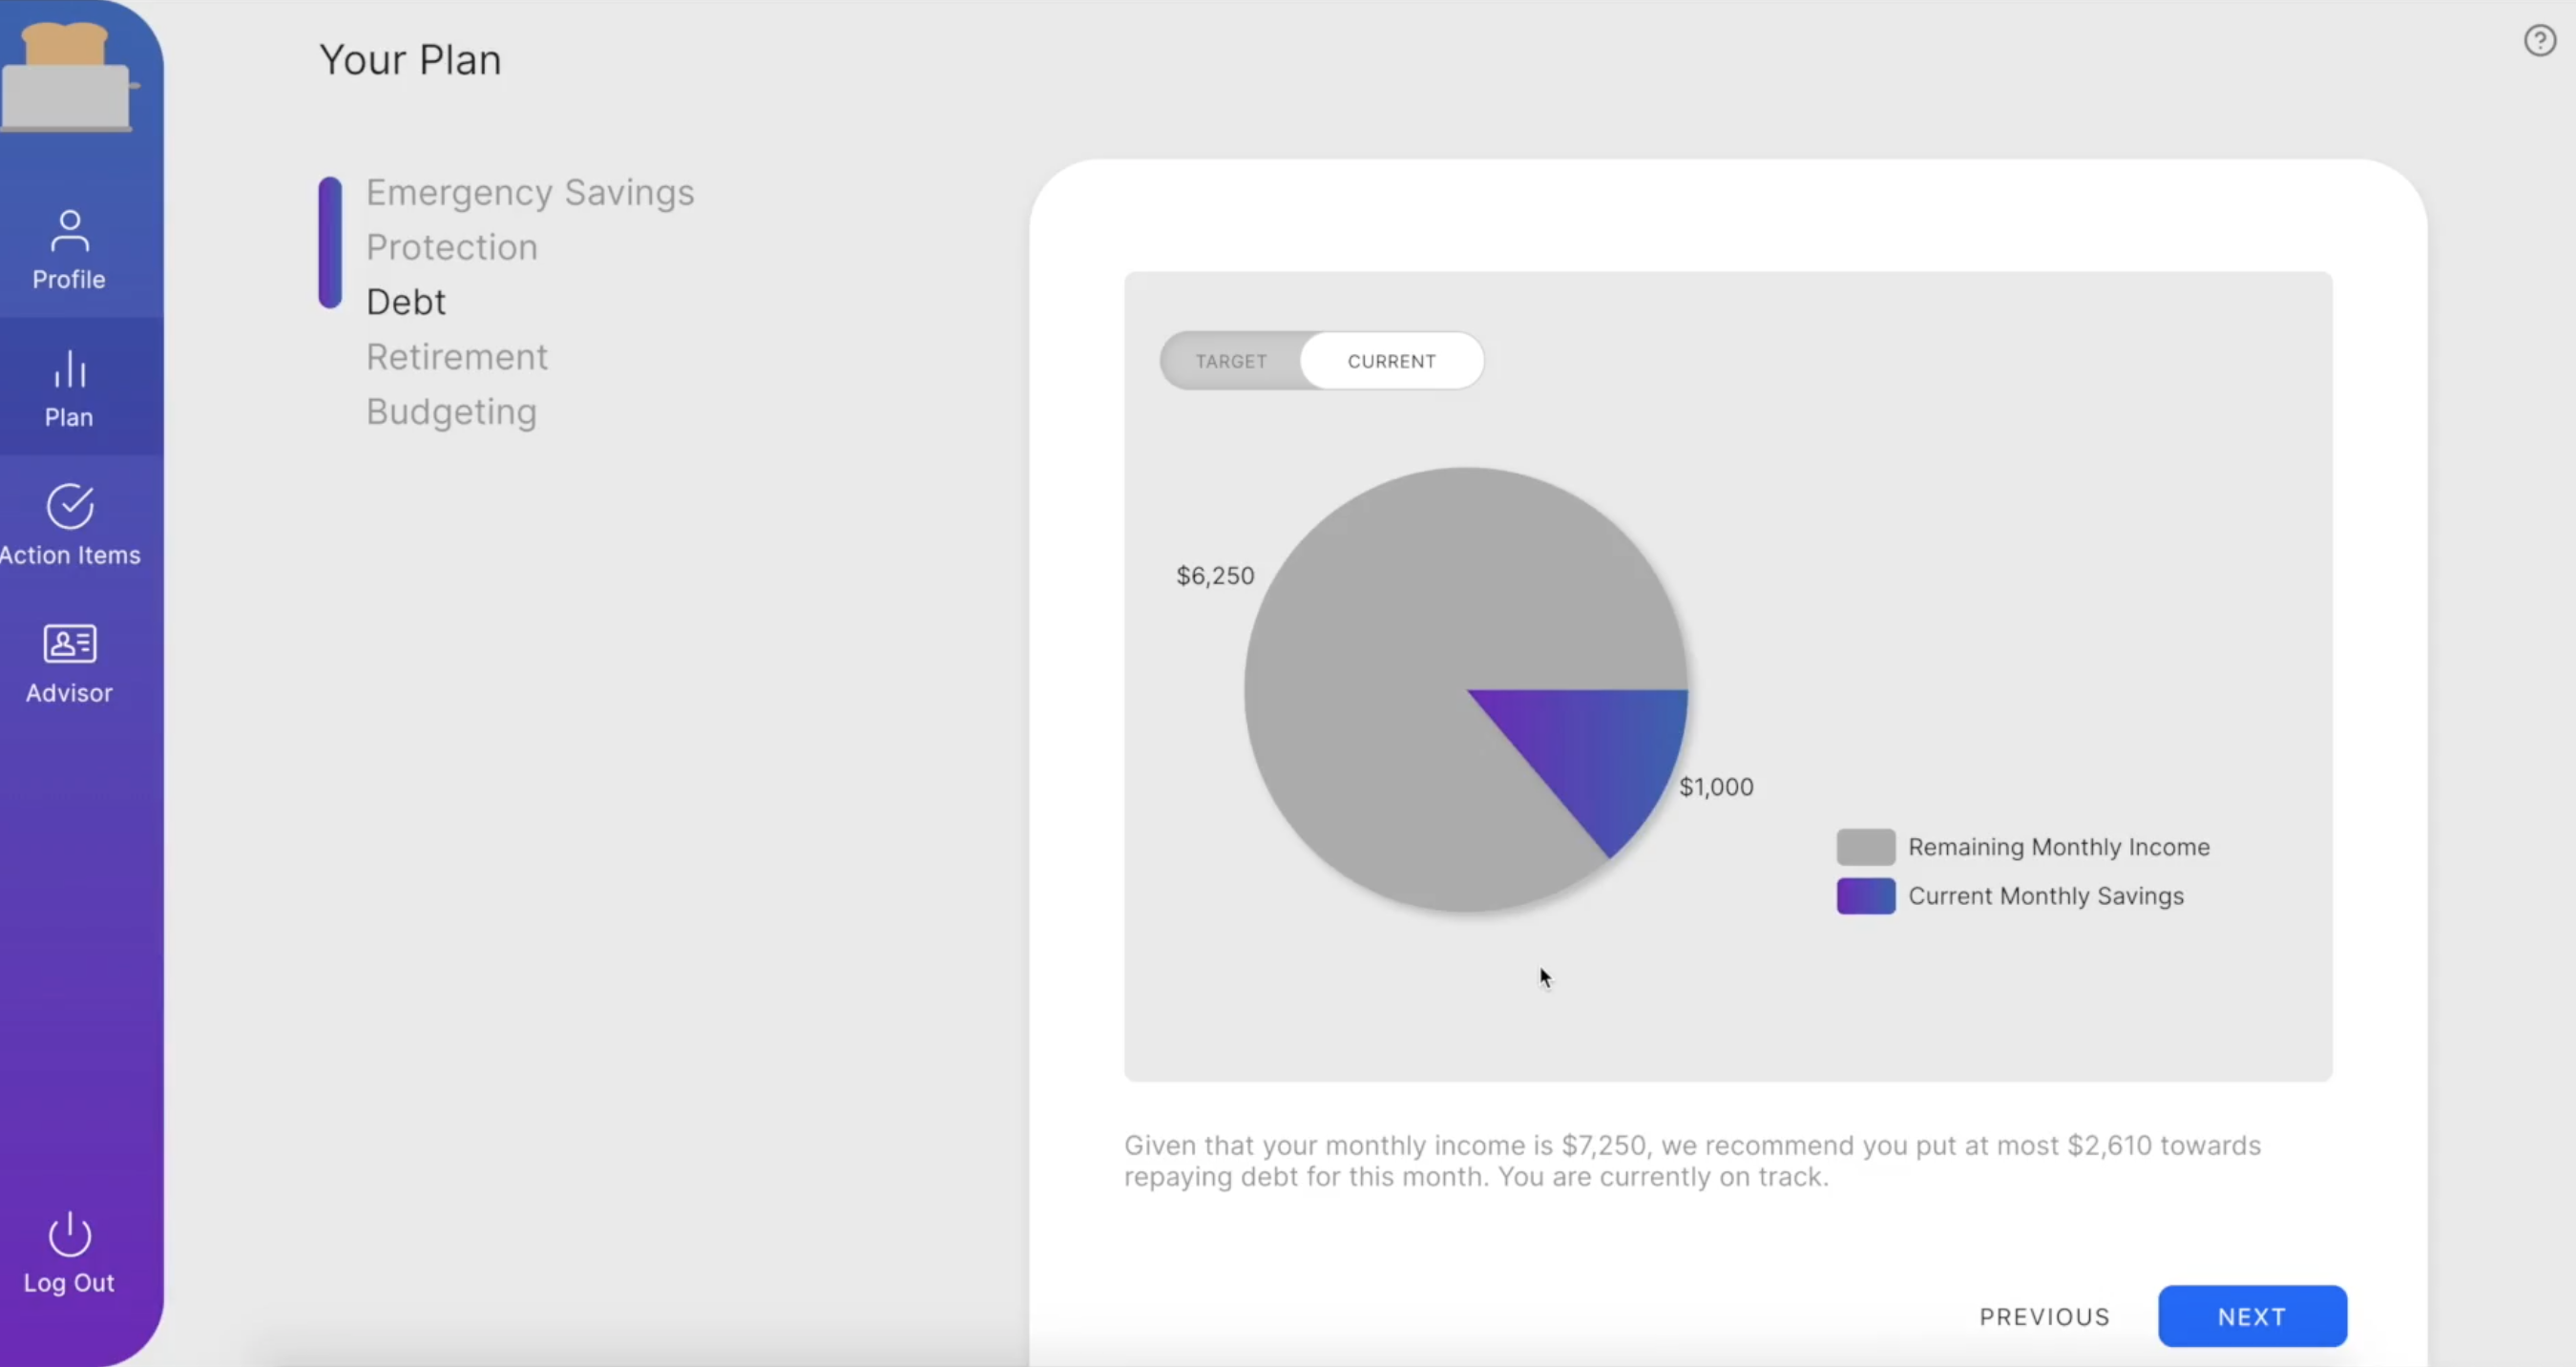 Your Plan
Profile
Plan
Action Items
Advisor
Log Out
Emergency Savings
Protection
Debt
Retirement
Budgeting
TARGET CURRENT
$6,250
$1,000
Remaining Monthly Income
Current Monthly Savings
Given that your monthly income is $7,250, we recommend you put at most $2,610 towards
repaying debt for this month. You are currently on track.
PREVIOUS NEXT